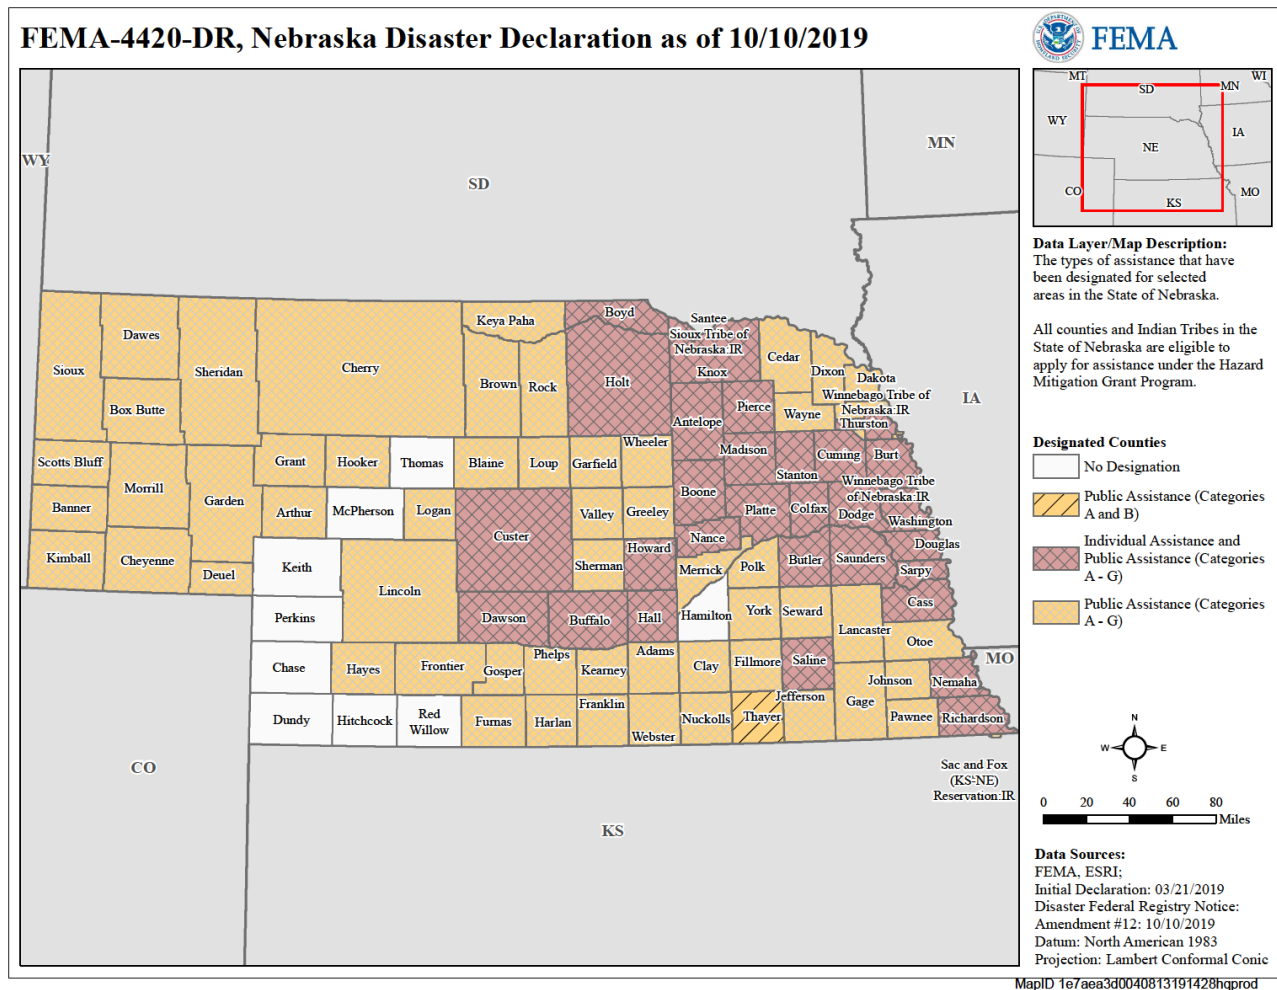 FEMA-4420-DR, Nebraska Disaster Declaration as of 10/10/2019
FEMA
MT
WI
SD
MN
WY
IA
NE
CO
MO
KS
WY
SD
MN
IA
MO
CO
KS
Data Layer/Map Description:
The types of assistance that have
been designated for selected
areas in the State of Nebraska.
All counties and Indian Tribes in the
State of Nebraska are eligible to
apply for assistance under the Hazard
Mitigation Grant Program.
Designated Counties
No Designation
Public Assistance (Categories
A and B)
Individual Assistance and
Public Assistance (Categories
A - G)
Public Assistance (Categories
A - G)
Sioux
Dawes
Box Butte
Sheridan
Cherry
Keya Paha
Brown
Rock
Boyd
Holt
Santee
Sioux Tribe of
Nebraska:IR
Knox
Cedar
Dixon
Dakota
Winnebago Tribe of
Nebraska:IR
Thurston
Antelope
Pierce
Wayne
Scotts Bluff
Banner
Kimball
Morrill
Cheyenne
Garden
Deuel
Grant
Hooker
Thomas
Blaine
Loup
Garfield
Wheeler
Madison
Stanton
Cuming
Burt
Winnebago Tribe
of Nebraska:IR
Arthur
McPherson
Logan
Custer
Valley
Greeley
Boone
Platte
Colfax
Dodge
Washington
Keith
Lincoln
Sherman
Howard
Nance
Merrick
Polk
Butler
Saunders
Douglas
Sarpy
Perkins
Dawson
Buffalo
Hall
Hamilton
York
Seward
Lancaster
Cass
Otoe
Chase
Hayes
Frontier
Gosper
Phelps
Kearney
Adams
Clay
Fillmore
Saline
Johnson
Nemaha
Dundy
Hitchcock
Red
Willow
Furnas
Harlan
Franklin
Webster
Nuckolls
Thayer
Jefferson
Gage
Pawnee
Richardson
Sac and Fox
(KS-NE)
Reservation:IR
N
W
E
S
0 20 40 60 80
Miles
Data Sources:
FEMA, ESRI;
Initial Declaration: 03/21/2019
Disaster Federal Registry Notice:
Amendment #12: 10/10/2019
Datum: North American 1983
Projection: Lambert Conformal Conic
MapID 1e7aea3d0040813191428hqprod